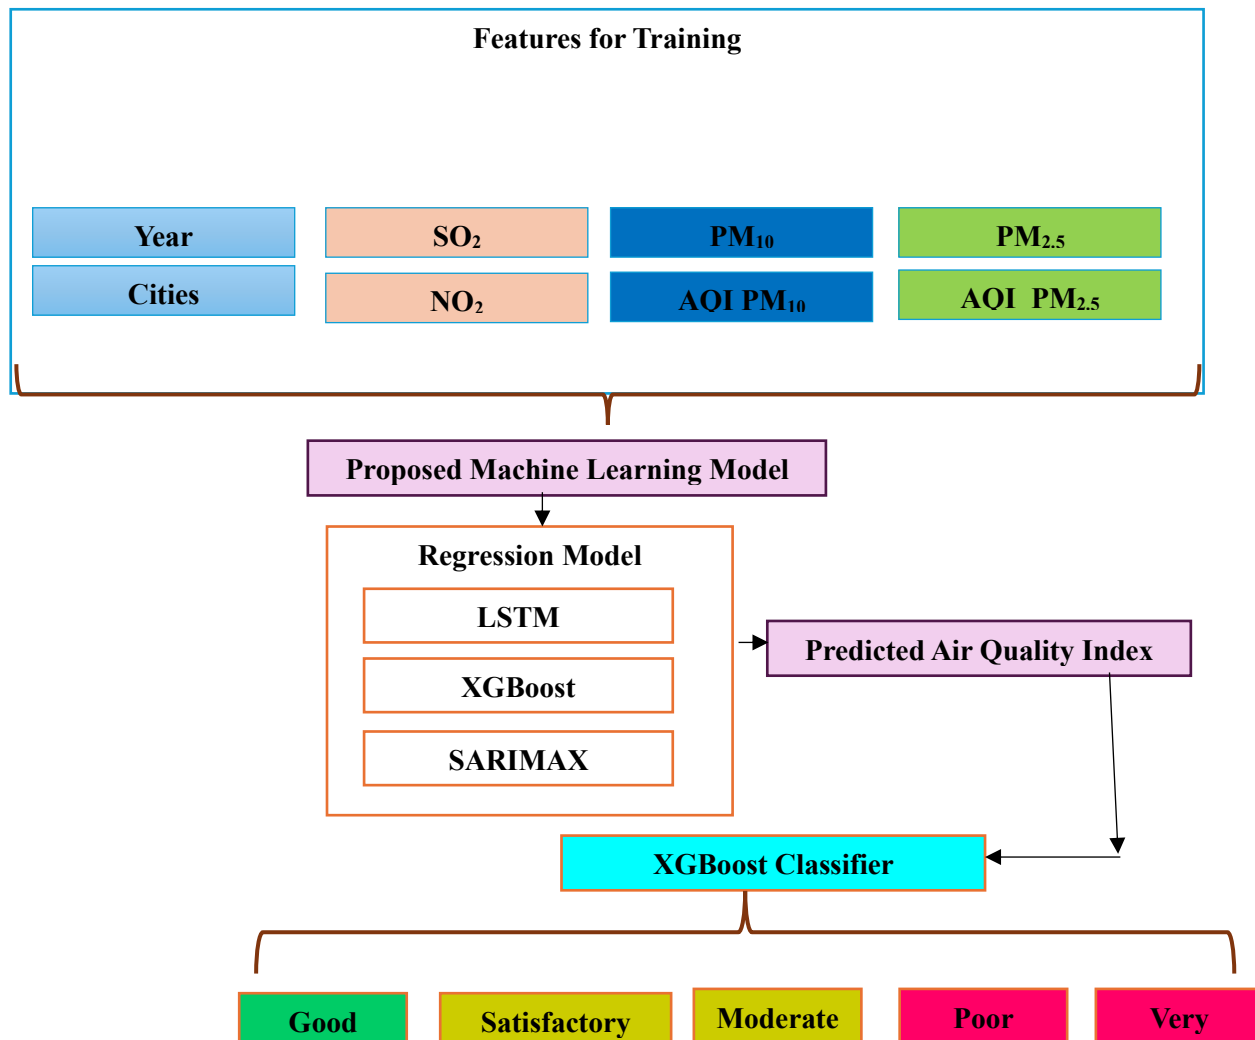 Features for Training
Year
SO₂
PM₁₀
PM₂.₅
Cities
NO₂
AQI PM₁₀
AQI PM₂.₅
Proposed Machine Learning Model
Regression Model
LSTM
XGBoost
SARIMAX
Predicted Air Quality Index
XGBoost Classifier
Good
Satisfactory
Moderate
Poor
Very